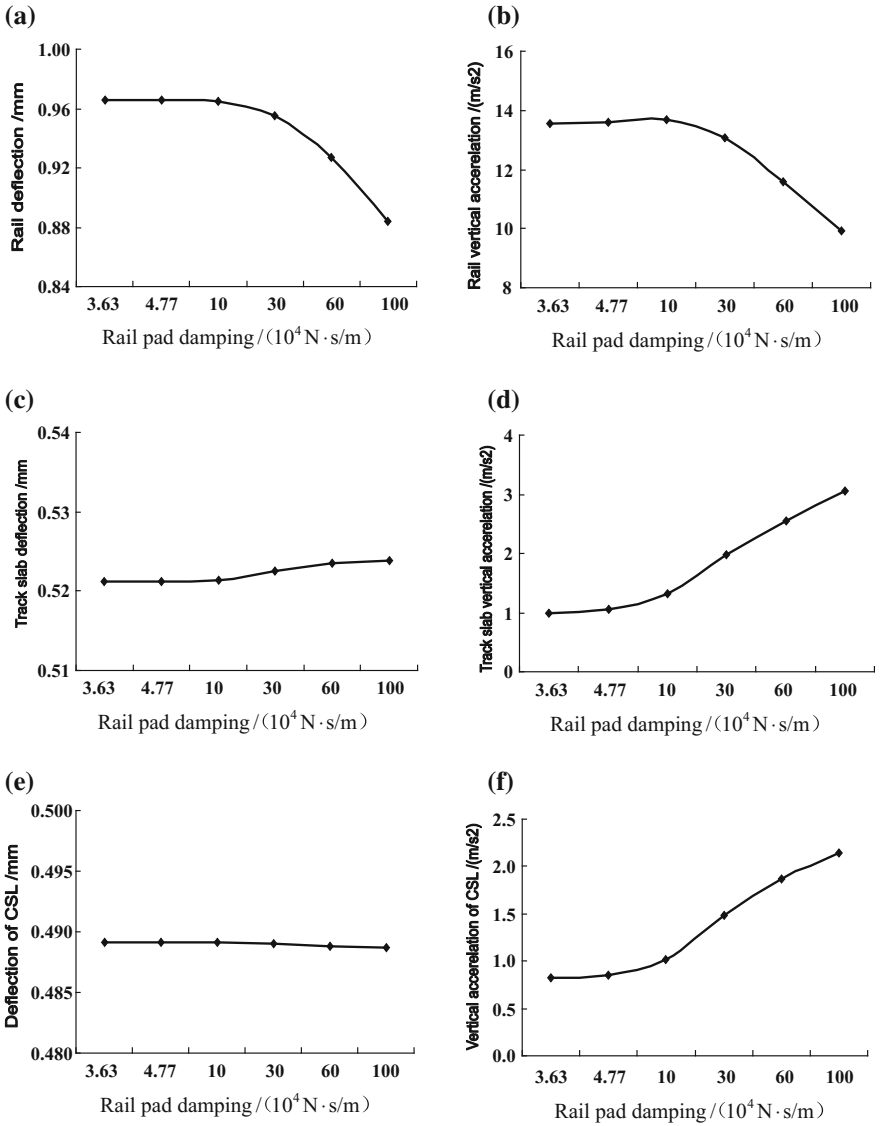 (a)
1.00
0.96
0.92
0.88
0.84
Rail deflection /mm
3.63 4.77 10 30 60 100
Rail pad damping /(10⁴ N·s/m)
(b)
16
14
12
10
8
Rail vertical accerelation /(m/s2)
3.63 4.77 10 30 60 100
Rail pad damping /(10⁴ N·s/m)
(c)
0.54
0.53
0.52
0.51
Track slab deflection /mm
3.63 4.77 10 30 60 100
Rail pad damping /(10⁴ N·s/m)
(d)
4
3
2
1
0
Track slab vertical accerelation /(m/s2)
3.63 4.77 10 30 60 100
Rail pad damping /(10⁴ N·s/m)
(e)
0.500
0.495
0.490
0.485
0.480
Deflection of CSL /mm
3.63 4.77 10 30 60 100
Rail pad damping /(10⁴ N·s/m)
(f)
2.5
2.0
1.5
1.0
0.5
0.0
Vertical accerelation of CSL /(m/s2)
3.63 4.77 10 30 60 100
Rail pad damping /(10⁴ N·s/m)